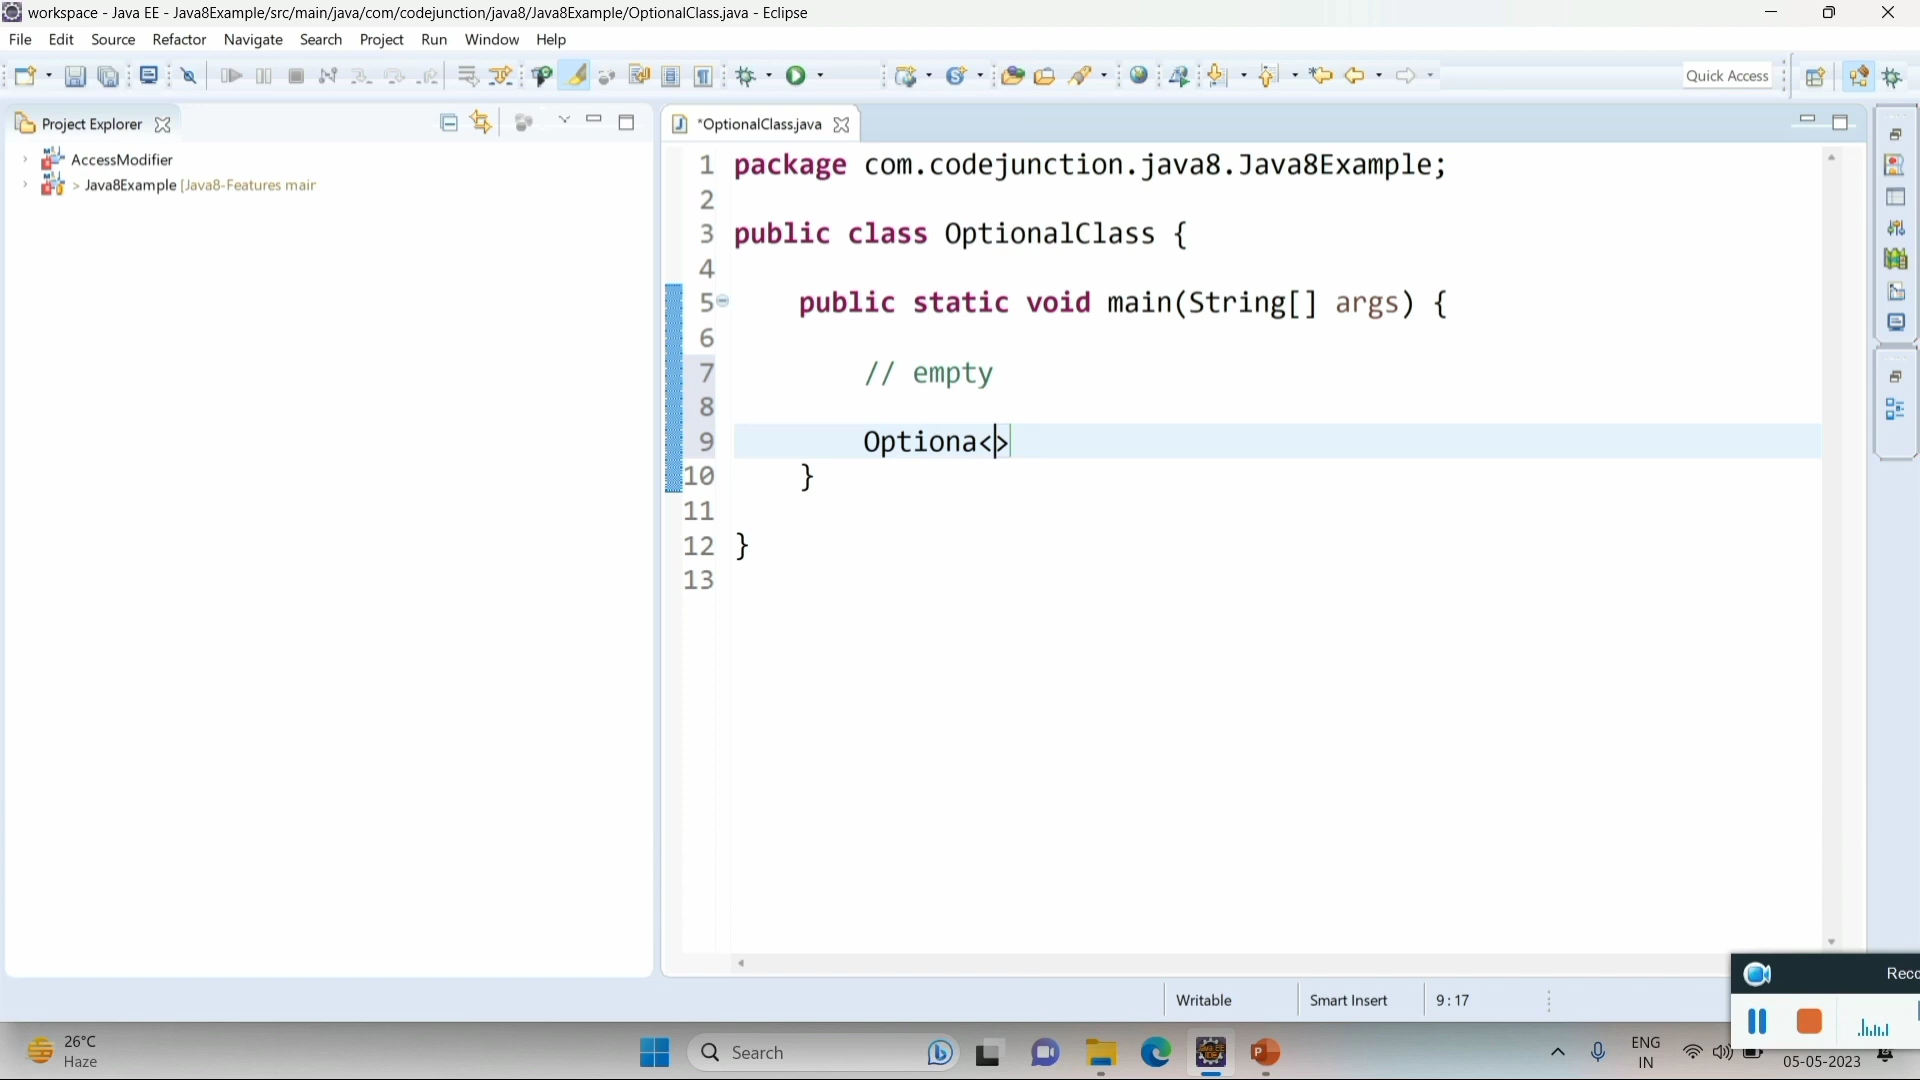 workspace - Java EE - Java8Example/src/main/java/com/codejunction/java8/Java8Example/OptionalClass.java - Eclipse
File Edit Source Refactor Navigate Search Project Run Window Help
Quick Access
Project Explorer
*OptionalClass.java
AccessModifier
> Java8Example [Java8-Features mair
1 package com.codejunction.java8.Java8Example;
2
3 public class OptionalClass {
4
5 public static void main(String[] args) {
6
7 // empty
8
9 Optiona<>
10 }
11
12 }
13
Reco
Writable Smart Insert 9:17
26°C
Haze
Search
ENG
IN
05-05-2023